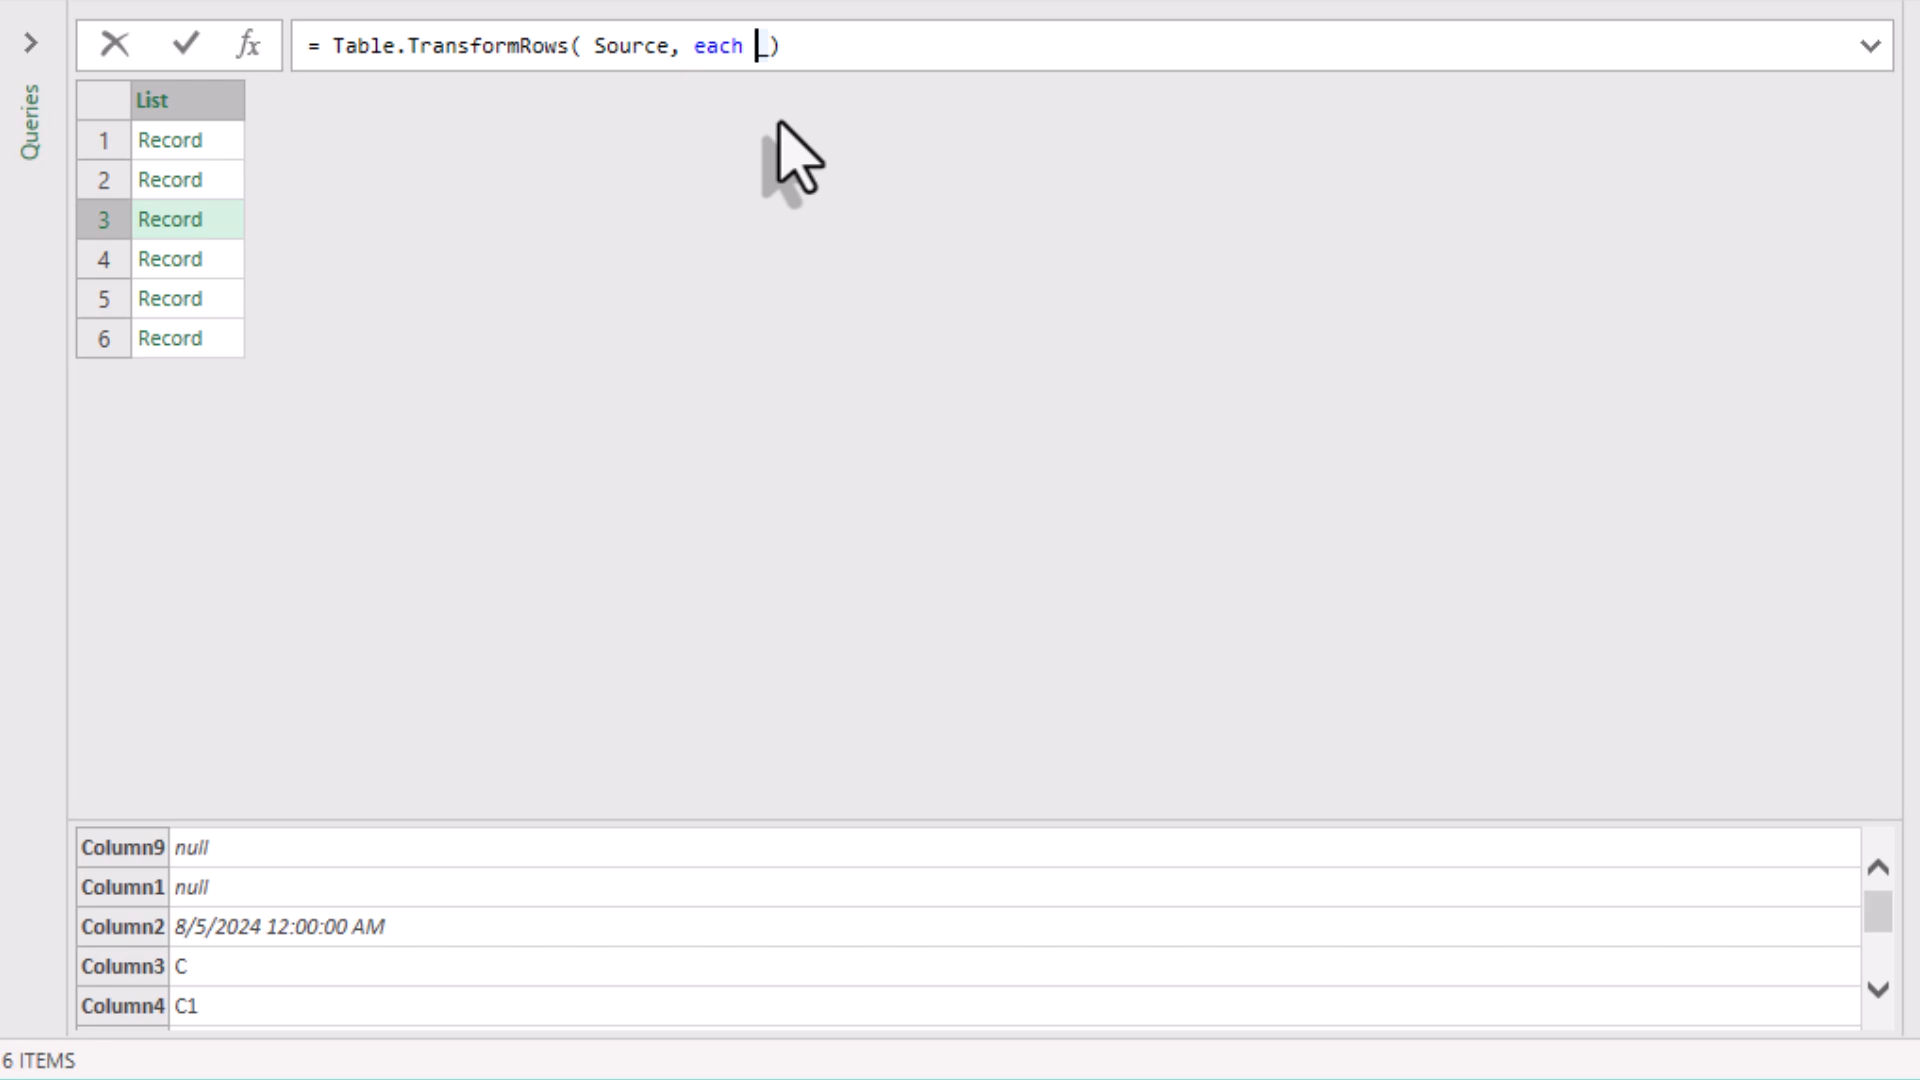 fx = Table.TransformRows( Source, each _)
Queries
List
1 Record
2 Record
3 Record
4 Record
5 Record
6 Record
Column9 null
Column1 null
Column2 8/5/2024 12:00:00 AM
Column3 C
Column4 C1
6 ITEMS